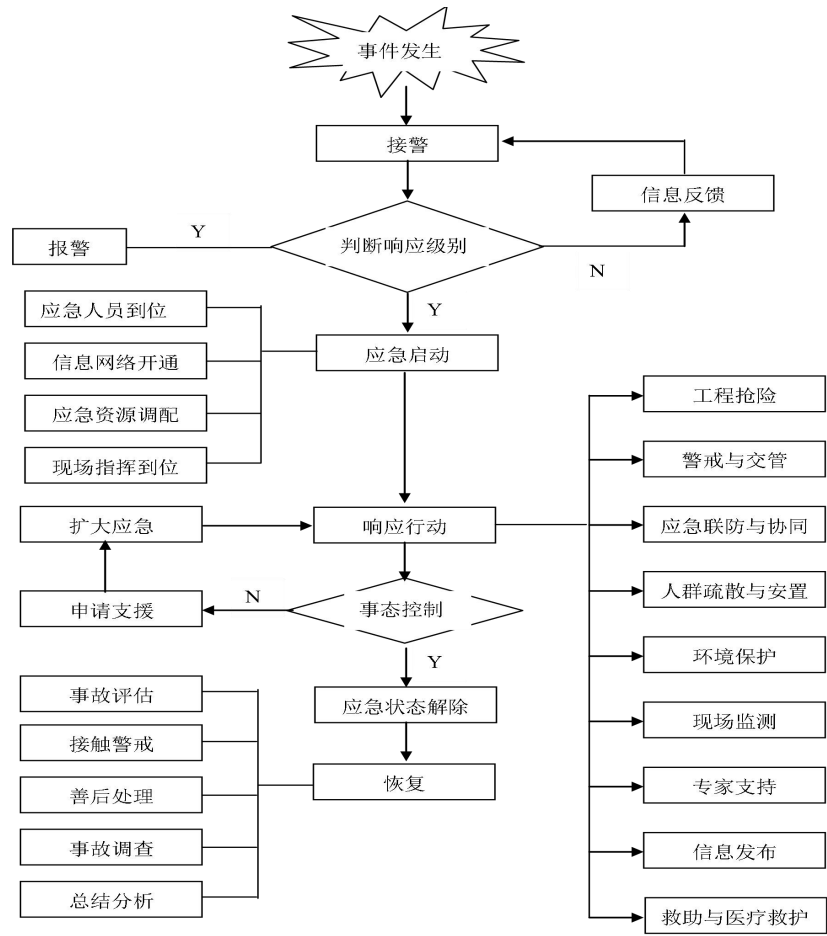 事件发生
接警
信息反馈
报警
Y
判断响应级别
N
Y
应急人员到位
信息网络开通
应急资源调配
现场指挥到位
应急启动
工程抢险
警戒与交管
应急联防与协同
人群疏散与安置
环境保护
现场监测
专家支持
信息发布
救助与医疗救护
扩大应急
响应行动
申请支援
N
事态控制
Y
应急状态解除
恢复
事故评估
接触警戒
善后处理
事故调查
总结分析